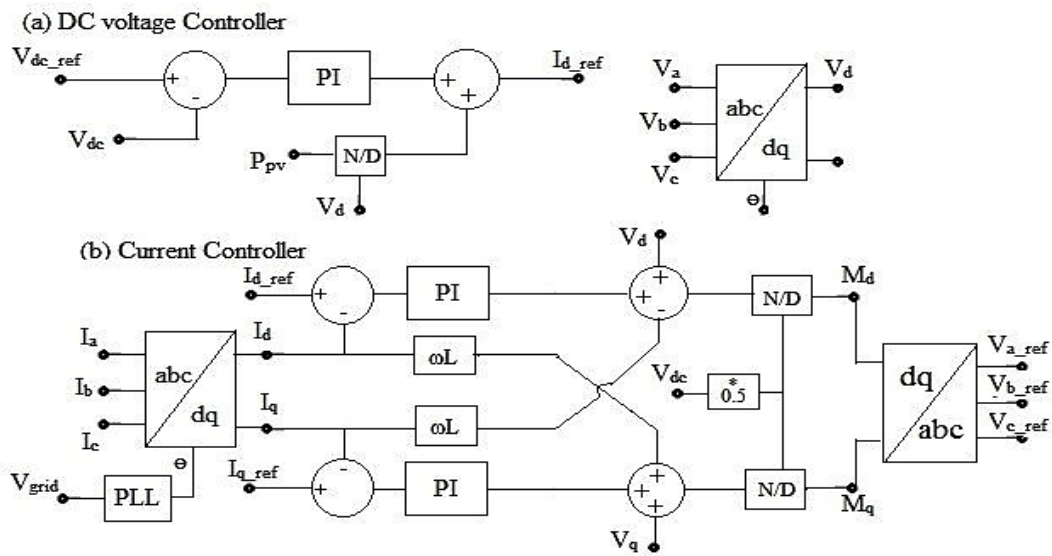 (a) DC voltage Controller
Vdc_ref
+
-
PI
+
+
Id_ref
Vdc
Ppv
N/D
Vd
Va
Vb
Vc
abc
dq
Vd
Θ
(b) Current Controller
Id_ref
+
-
PI
Vd
+
+
-
N/D
Md
Ia
Ib
Ic
abc
dq
Id
Iq
ωL
ωL
Vdc
*
0.5
dq
abc
Va_ref
Vb_ref
Vc_ref
Θ
Vgrid
PLL
Iq_ref
-
+
PI
+
+
+
Vq
N/D
Mq